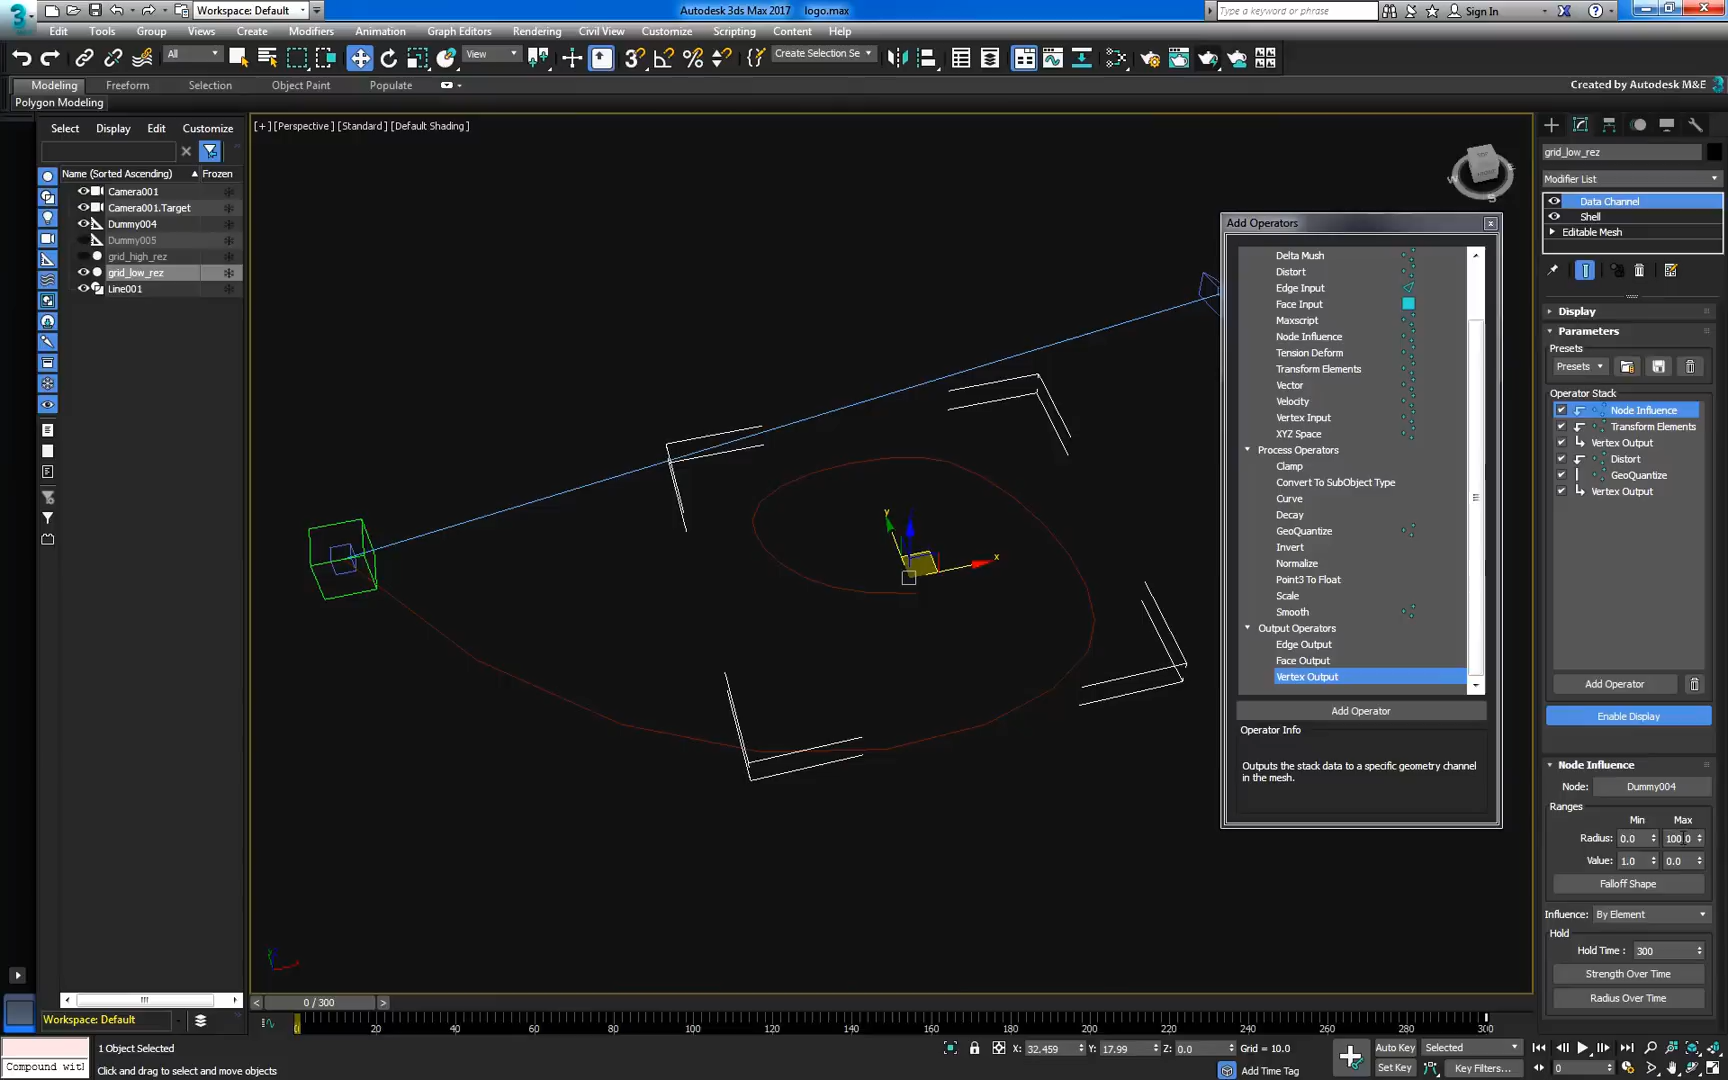 Workspace: Default
Autodesk 3ds Max 2017 logo.max
Type a keyword or phrase
Sign In
Edit Tools Group Views Create Modifiers Animation Graph Editors Rendering Civil View Customize Scripting Content Help
All
View
Create Selection Se
Modeling Freeform Selection Object Paint Populate
Created by Autodesk M&E
Polygon Modeling
Select Display Edit Customize
Name (Sorted Ascending) Frozen
Camera001
Camera001.Target
Dummy004
Dummy005
grid_high_rez
grid_low_rez
Line001
[+] [Perspective] [Standard] [Default Shading]
y
x
Add Operators
Delta Mush
Distort
Edge Input
Face Input
Maxscript
Node Influence
Tension Deform
Transform Elements
Vector
Velocity
Vertex Input
XYZ Space
Process Operators
Clamp
Convert To SubObject Type
Curve
Decay
GeoQuantize
Invert
Normalize
Point3 To Float
Scale
Smooth
Output Operators
Edge Output
Face Output
Vertex Output
Add Operator
Operator Info
Outputs the stack data to a specific geometry channel
in the mesh.
grid_low_rez
Modifier List
Data Channel
Shell
Editable Mesh
Display
Parameters
Presets
Presets
Operator Stack
Node Influence
Transform Elements
Vertex Output
Distort
GeoQuantize
Vertex Output
Add Operator
Enable Display
Node Influence
Node: Dummy004
Ranges
Min Max
Radius: 0.0 100.0
Value: 1.0 0.0
Falloff Shape
Influence: By Element
Hold
Hold Time : 300
Strength Over Time
Radius Over Time
0 / 300
Workspace: Default
20 40 60 80 100 120 140 160 180 200 220 240 260 280 300
Compound witl
1 Object Selected
Click and drag to select and move objects
X: 32.459 Y: 17.99 Z: 0.0 Grid = 10.0
Add Time Tag
Auto Key Selected
Set Key Key Filters...
0